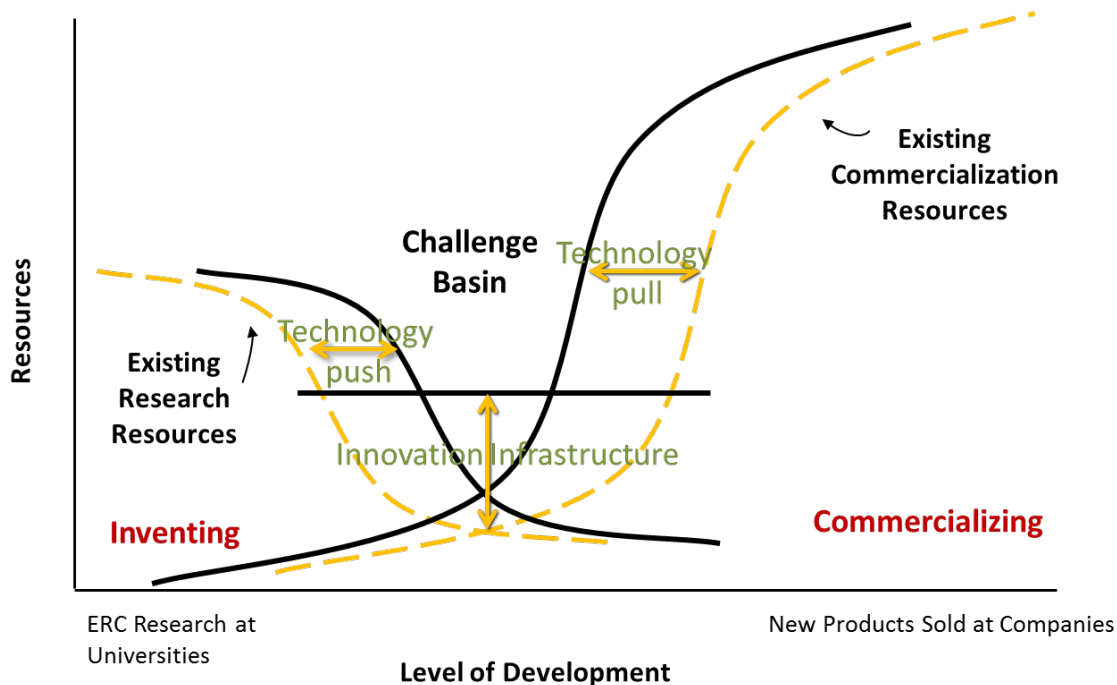 Existing
Commercialization
Resources
Challenge
Basin
Technology
pull
Technology
push
Existing
Research
Resources
Resources
Innovation Infrastructure
Inventing
Commercializing
ERC Research at
Universities
New Products Sold at Companies
Level of Development